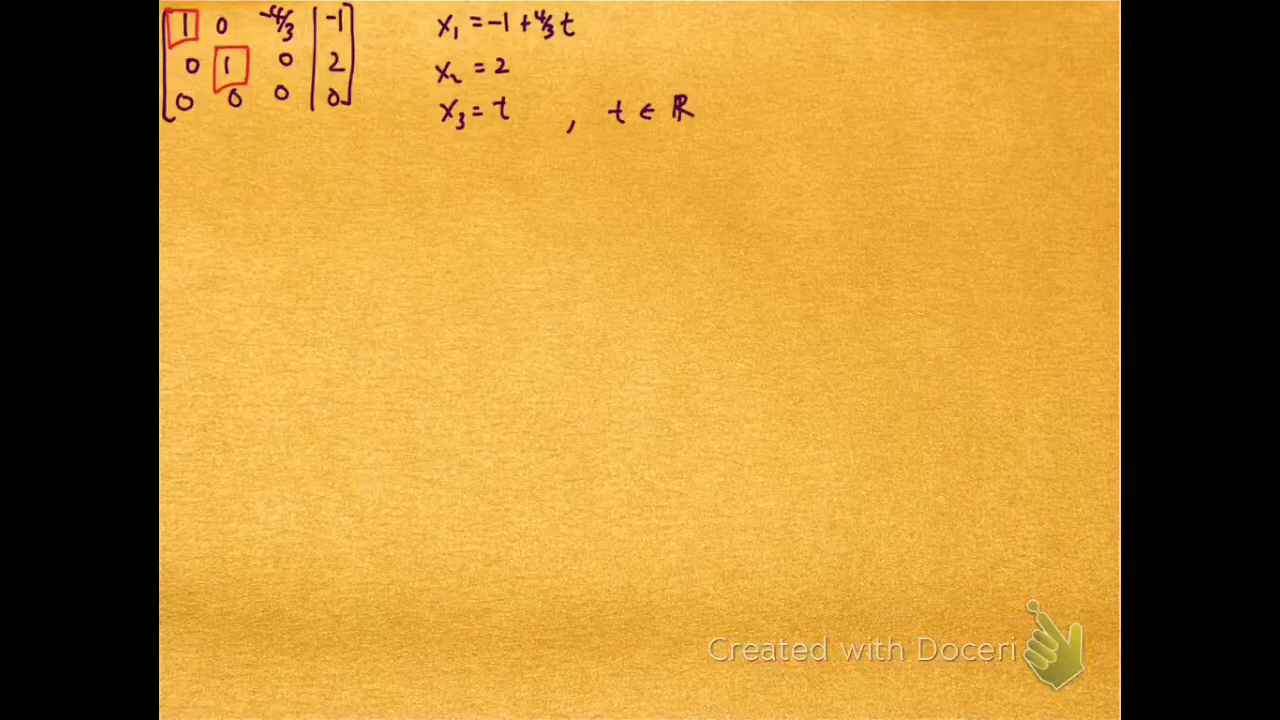 [1 0 -4/3 | -1] x₁ = -1 + 4/3 t
0 1 0 | 2 x₂ = 2
0 0 0 | 0 x₃ = t , t ∈ ℝ
Created with Doceri